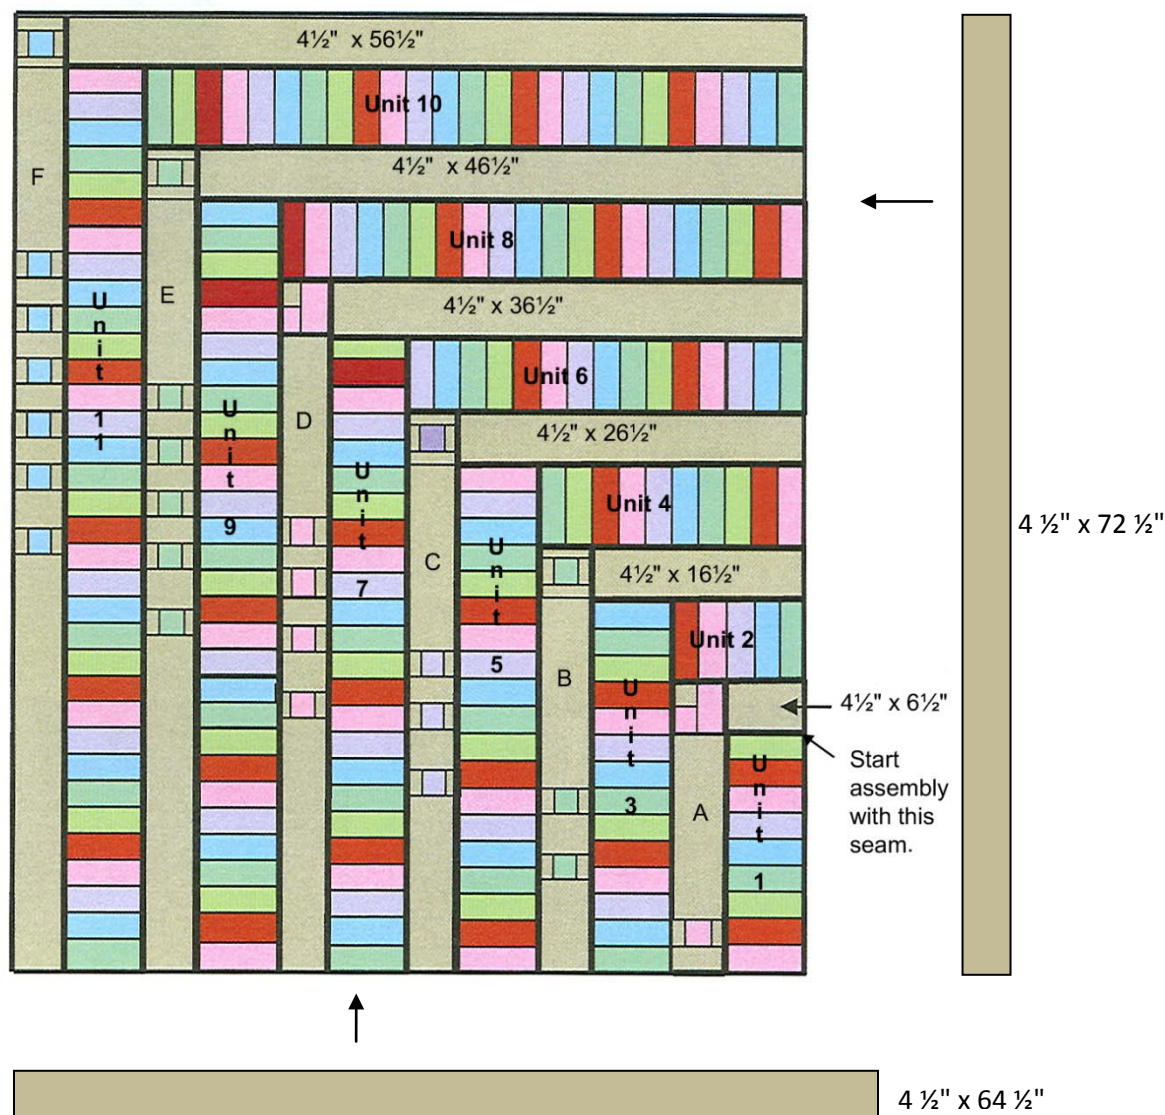 4½" x 56½"
Unit 10
F
4½" x 46½"
Unit 8
E
4½" x 36½"
Unit 11
Unit 6
Unit 9
D
4½" x 26½"
Unit 7
Unit 4
4 ½" x 72 ½"
C
Unit 5
4½" x 16½"
Unit 2
B
Unit 3
4½" x 6½"
A
Unit 1
Start
assembly
with this
seam.
4 ½" x 64 ½"